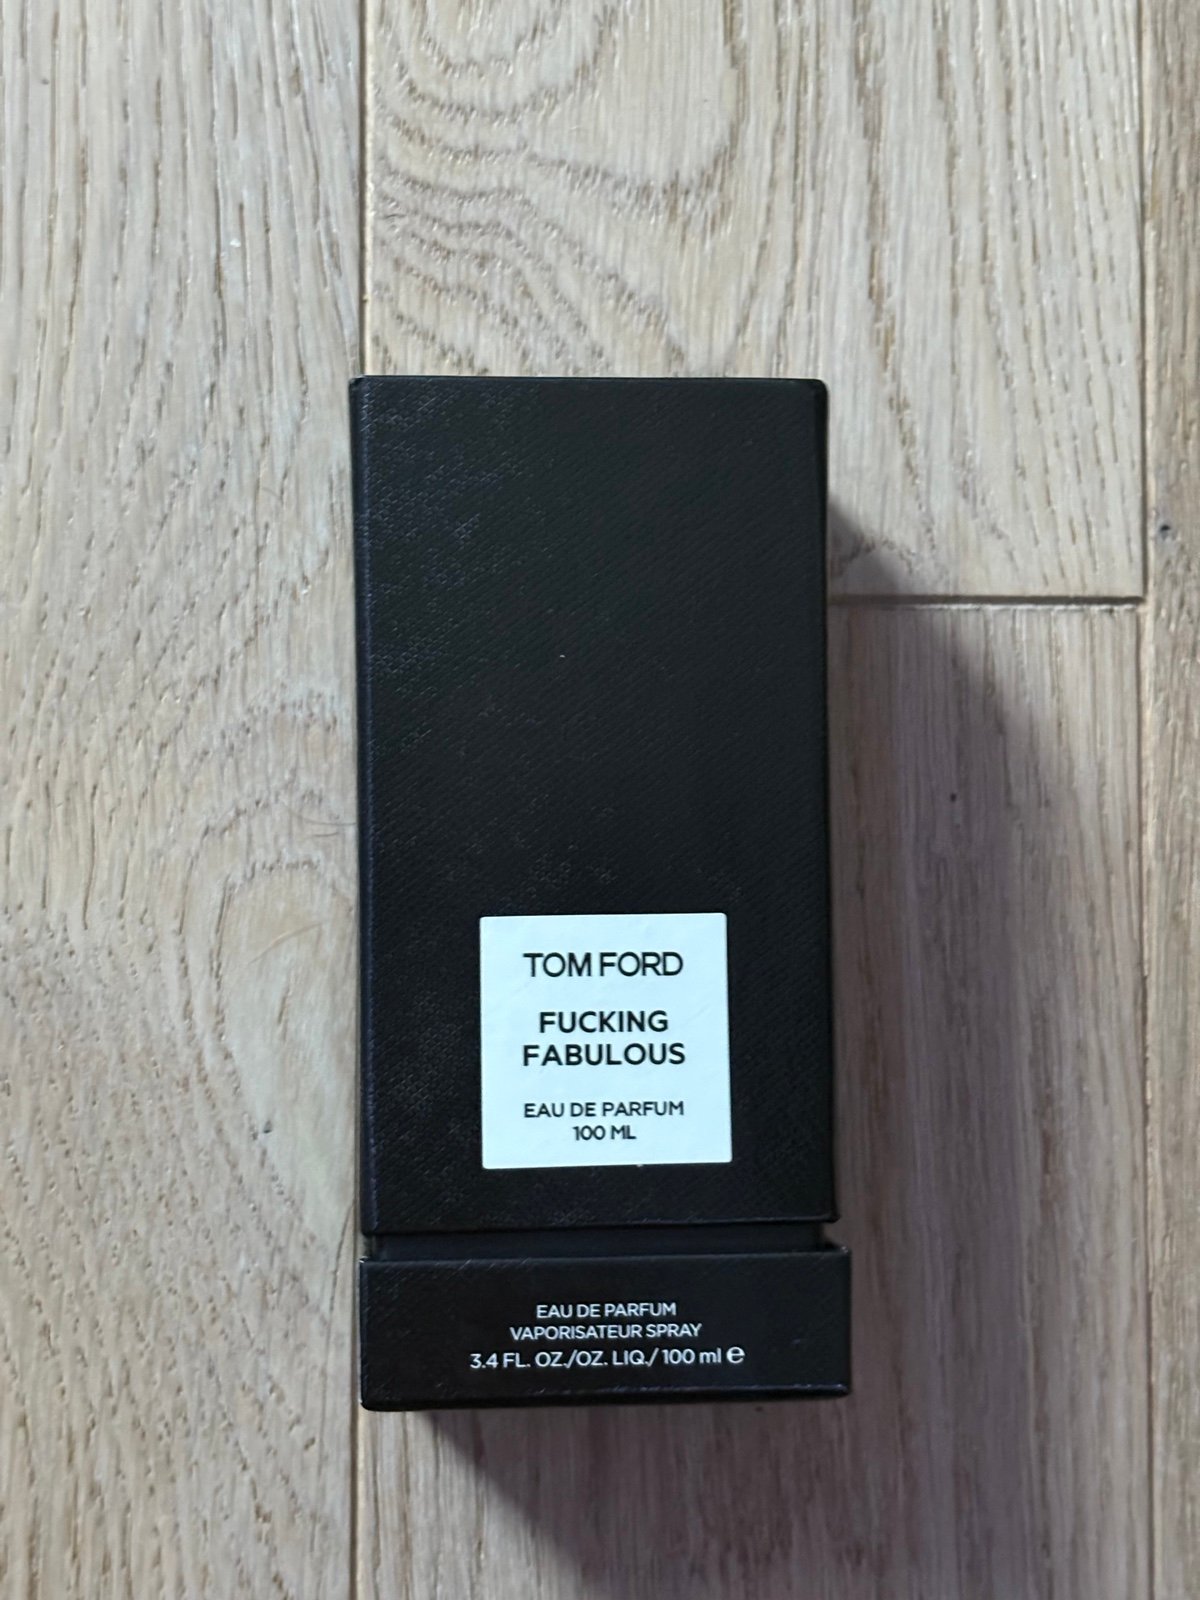 TOM FORD
FUCKING
FABULOUS
EAU DE PARFUM
100 ML
EAU DE PARFUM
VAPORISATEUR SPRAY
3.4 FL. OZ./OZ. LIQ./ 100 ml ℮